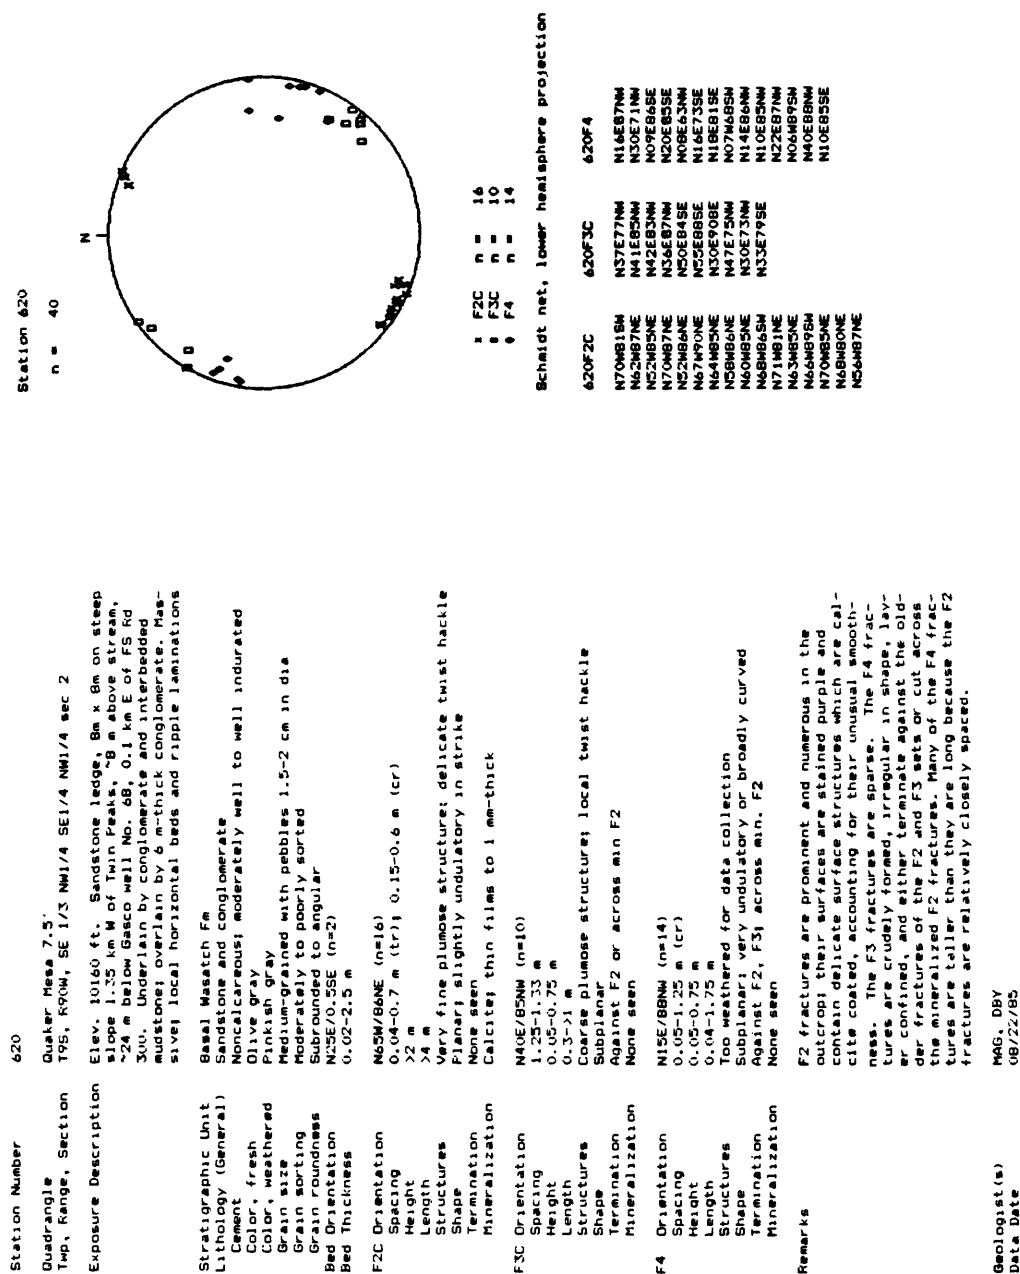 Station Number 620
Quadrangle Quaker Mesa 7.5'
Twp, Range, Section T9S, R90W, SE 1/3 NW1/4 SE1/4 NW1/4 sec 2
Exposure Description Elev. 10160 ft. Sandstone ledge, 8m x 8m on steep
slope 1.35 km W of Twin Peaks, ~8 m above stream,
~24 m below Gasco well No. 6B, 0.1 km E of FS Rd
300. Underlain by conglomerate and interbedded
mudstone; overlain by 6 m-thick conglomerate. Mas-
sive; local horizontal beds and ripple laminations
Stratigraphic Unit Basal Wasatch Fm
Lithology (General) Sandstone and conglomerate
Cement Noncalcareous; moderately well to well indurated
Color, fresh Olive gray
Color, weathered Pinkish gray
Grain size Medium-grained with pebbles 1.5-2 cm in dia
Grain sorting Moderately to poorly sorted
Grain roundness Subrounded to angular
Bed Orientation N25E/0.5SE (n=2)
Bed Thickness 0.02-2.5 m
F2C Orientation N65W/86NE (n=16)
Spacing 0.04-0.7 m (tr); 0.15-0.6 m (cr)
Height >2 m
Length >4 m
Structures Very fine plumose structure; delicate twist hackle
Shape Planar; slightly undulatory in strike
Termination None seen
Mineralization Calcite; thin films to 1 mm-thick
F3C Orientation N40E/85NW (n=10)
Spacing 1.25-1.33 m
Height 0.05-0.75 m
Length 0.3->1 m
Structures Coarse plumose structure; local twist hackle
Shape Subplanar
Termination Against F2 or across min F2
Mineralization None seen
F4 Orientation N15E/88NW (n=14)
Spacing 0.05-1.25 m (cr)
Height 0.05-0.75 m
Length 0.04-1.75 m
Structures Too weathered for data collection
Shape Subplanar; very undulatory or broadly curved
Termination Against F2, F3; across min. F2
Mineralization None seen
Remarks F2 fractures are prominent and numerous in the
outcrop; their surfaces are stained purple and
contain delicate surface structures which are cal-
cite coated, accounting for their unusual smooth-
ness. The F3 fractures are sparse. The F4 frac-
tures are crudely formed, irregular in shape, lay-
er confined, and either terminate against the old-
der fractures of the F2 and F3 sets or cut across
the mineralized F2 fractures. Many of the F4 frac-
tures are taller than they are long because the F2
fractures are relatively closely spaced.
Geologist(s) MAG, DBY
Data Date 08/22/85
Station 620
n = 40
N
x F2C n = 16
□ F3C n = 10
♦ F4 n = 14
Schmidt net, lower hemisphere projection
620F2C 620F3C 620F4
N70W81SW N37E77NW N16E87NW
N62W87NE N41E85NW N30E71NW
N52W85NE N42E83NW N09E86SE
N70W87NE N36E87NW N20E85SE
N52W86NE N50E84SE N08E63NW
N67W90NE N55E88SE N16E73SE
N64W85NE N30E90SE N18E81SE
N58W86NE N47E75NW N07W68SW
N60W85NE N30E73NW N14E86NW
N68W86SW N33E79SE N10E85NW
N71W81NE N22E87NW
N63W85NE N06W89SW
N66W89SW N40E88NW
N70W85NE N10E85SE
N68W80NE
N56W87NE